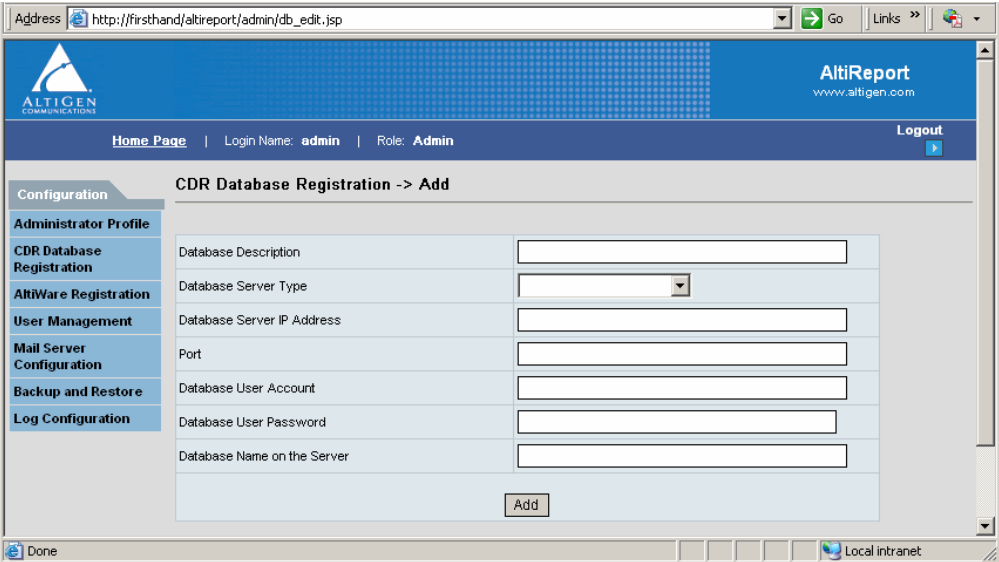 Address http://firsthand/altireport/admin/db_edit.jsp Go Links »
ALTIGEN
COMMUNICATIONS
AltiReport
www.altigen.com
Home Page | Login Name: admin | Role: Admin
Logout
Configuration
Administrator Profile
CDR Database
Registration
AltiWare Registration
User Management
Mail Server
Configuration
Backup and Restore
Log Configuration
CDR Database Registration -> Add
Database Description
Database Server Type
Database Server IP Address
Port
Database User Account
Database User Password
Database Name on the Server
Add
Done
Local intranet